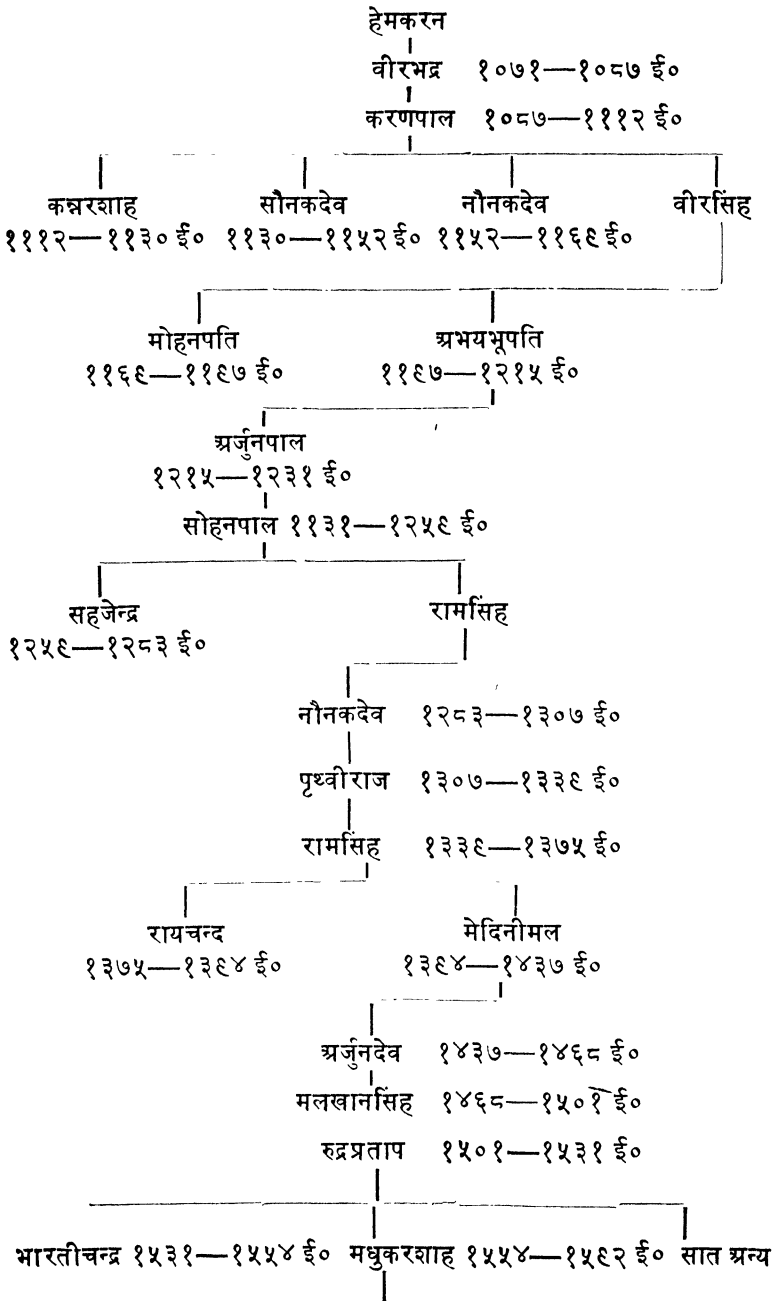 हेमकरन
वीरभद्र १०७१—१०८७ ई०
करणपाल १०८७—१११२ ई०
कन्नरशाह सौनकदेव नौनकदेव वीरसिंह
१११२—११३० ई० ११३०—११५२ ई० ११५२—११६९ ई०
मोहनपति अभयभूपति
११६९—११९७ ई० ११९७—१२१५ ई०
अर्जुनपाल
१२१५—१२३१ ई०
सोहनपाल ११३१—१२५९ ई०
सहजेन्द्र रामसिंह
१२५९—१२८३ ई०
नौनकदेव १२८३—१३०७ ई०
पृथ्वीराज १३०७—१३३९ ई०
रामसिंह १३३९—१३७५ ई०
रायचन्द मेदिनीमल
१३७५—१३९४ ई० १३९४—१४३७ ई०
अर्जुनदेव १४३७—१४६८ ई०
मलखानसिंह १४६८—१५०१ ई०
रुद्रप्रताप १५०१—१५३१ ई०
भारतीचन्द्र १५३१—१५५४ ई० मधुकरशाह १५५४—१५९२ ई० सात अन्य